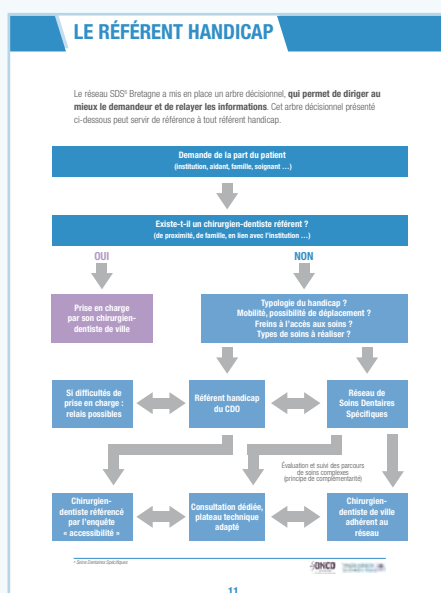 LE RÉFÉRENT HANDICAP
Le réseau SDS⁶ Bretagne a mis en place un arbre décisionnel, qui permet de diriger au
mieux le demandeur et de relayer les informations. Cet arbre décisionnel présenté
ci-dessous peut servir de référence à tout référent handicap.
Demande de la part du patient
(institution, aidant, famille, soignant …)
Existe-t-il un chirurgien-dentiste référent ?
(de proximité, de famille, en lien avec l'institution …)
OUI
NON
Prise en charge
par son chirurgien-
dentiste de ville
Typologie du handicap ?
Mobilité, possibilité de déplacement ?
Freins à l'accès aux soins ?
Types de soins à réaliser ?
Si difficultés de
prise en charge :
relais possibles
Référent handicap
du CDO
Réseau de
Soins Dentaires
Spécifiques
Évaluation et suivi des parcours
de soins complexes
(principe de complémentarité)
Chirurgien-
dentiste référencé
par l'enquête
« accessibilité »
Consultation dédiée,
plateau technique
adapté
Chirurgien-
dentiste de ville
adhérent au
réseau
Soins Dentaires Spécifiques
ONCD
11